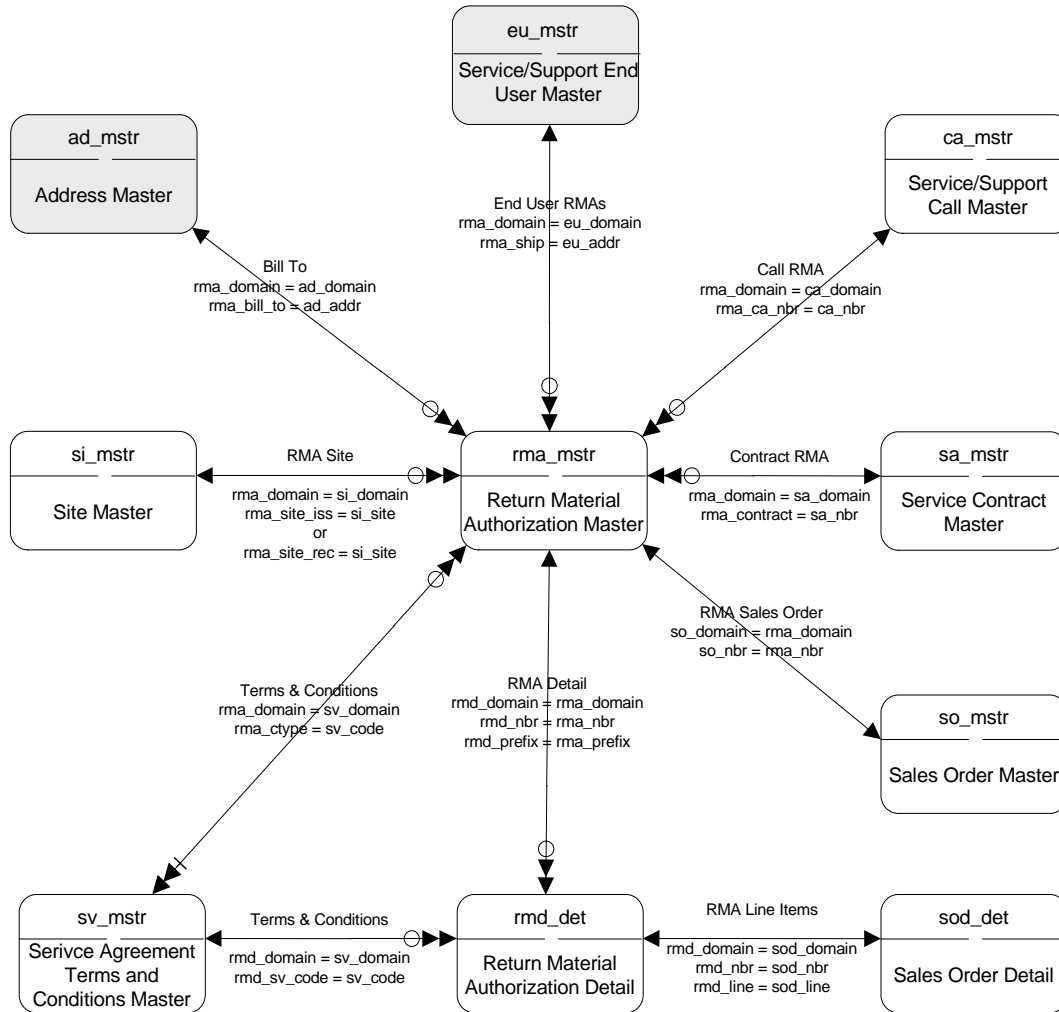 eu_mstr
Service/Support End
User Master
ad_mstr
Address Master
ca_mstr
Service/Support
Call Master
End User RMAs
rma_domain = eu_domain
rma_ship = eu_addr
Bill To
rma_domain = ad_domain
rma_bill_to = ad_addr
Call RMA
rma_domain = ca_domain
rma_ca_nbr = ca_nbr
si_mstr
Site Master
RMA Site
rma_domain = si_domain
rma_site_iss = si_site
or
rma_site_rec = si_site
rma_mstr
Return Material
Authorization Master
Contract RMA
rma_domain = sa_domain
rma_contract = sa_nbr
sa_mstr
Service Contract
Master
RMA Sales Order
so_domain = rma_domain
so_nbr = rma_nbr
Terms & Conditions
rma_domain = sv_domain
rma_ctype = sv_code
RMA Detail
rmd_domain = rma_domain
rmd_nbr = rma_nbr
rmd_prefix = rma_prefix
so_mstr
Sales Order Master
sv_mstr
Serivce Agreement
Terms and
Conditions Master
Terms & Conditions
rmd_domain = sv_domain
rmd_sv_code = sv_code
rmd_det
Return Material
Authorization Detail
RMA Line Items
rmd_domain = sod_domain
rmd_nbr = sod_nbr
rmd_line = sod_line
sod_det
Sales Order Detail